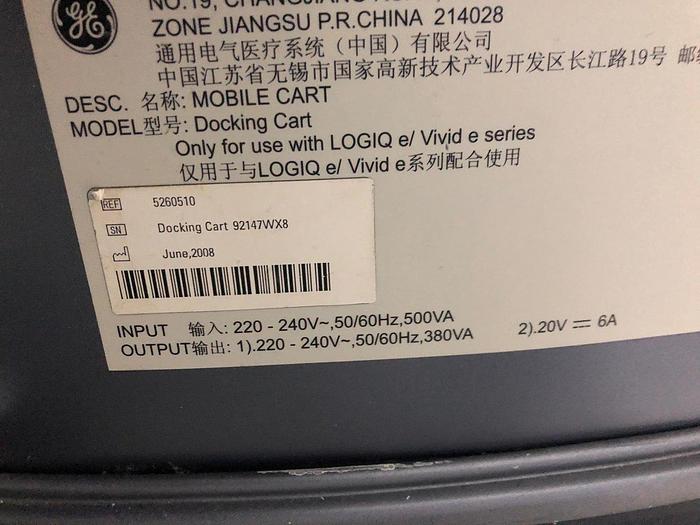 GE
NO.19, CHANGJIANG
ZONE JIANGSU P.R.CHINA 214028
通用电气医疗系统（中国）有限公司
中国江苏省无锡市国家高新技术产业开发区长江路19号 邮
DESC. 名称: MOBILE CART
MODEL型号: Docking Cart
Only for use with LOGIQ e/ Vivid e series
仅用于与LOGIQ e/ Vivid e系列配合使用
REF 5260510
SN Docking Cart 92147WX8
June,2008
INPUT 输入: 220 - 240V~,50/60Hz,500VA
OUTPUT输出: 1).220 - 240V~,50/60Hz,380VA 2).20V ⎓ 6A